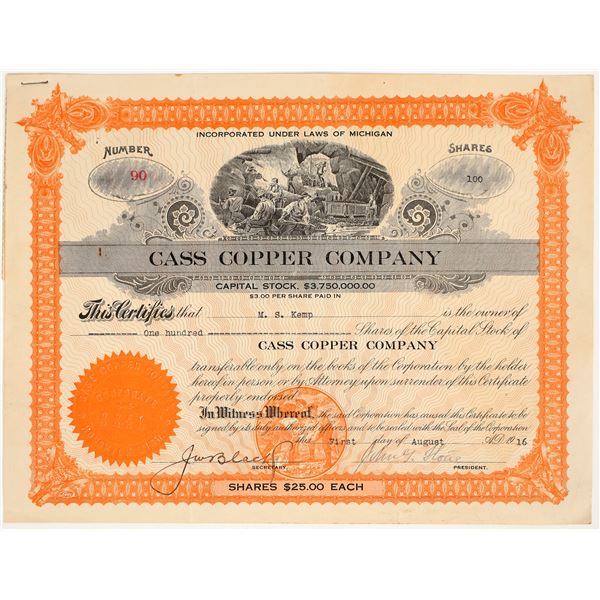 INCORPORATED UNDER LAWS OF MICHIGAN
NUMBER
SHARES
90
100
CASS COPPER COMPANY
CAPITAL STOCK, $3,750,000.00
$3.00 PER SHARE PAID IN
This Certifies that M. S. Kemp is the owner of
One hundred Shares of the Capital Stock of
CASS COPPER COMPANY
transferable only on the books of the Corporation by the holder
hereof in person or by Attorney upon surrender of this Certificate
properly endorsed.
In Witness Whereof, the said Corporation has caused this Certificate to be
signed by its duly authorized officers and to be sealed with the Seal of the Corporation
this First day of August A.D. 1916
J W Black
SECRETARY.
PRESIDENT.
SHARES $25.00 EACH